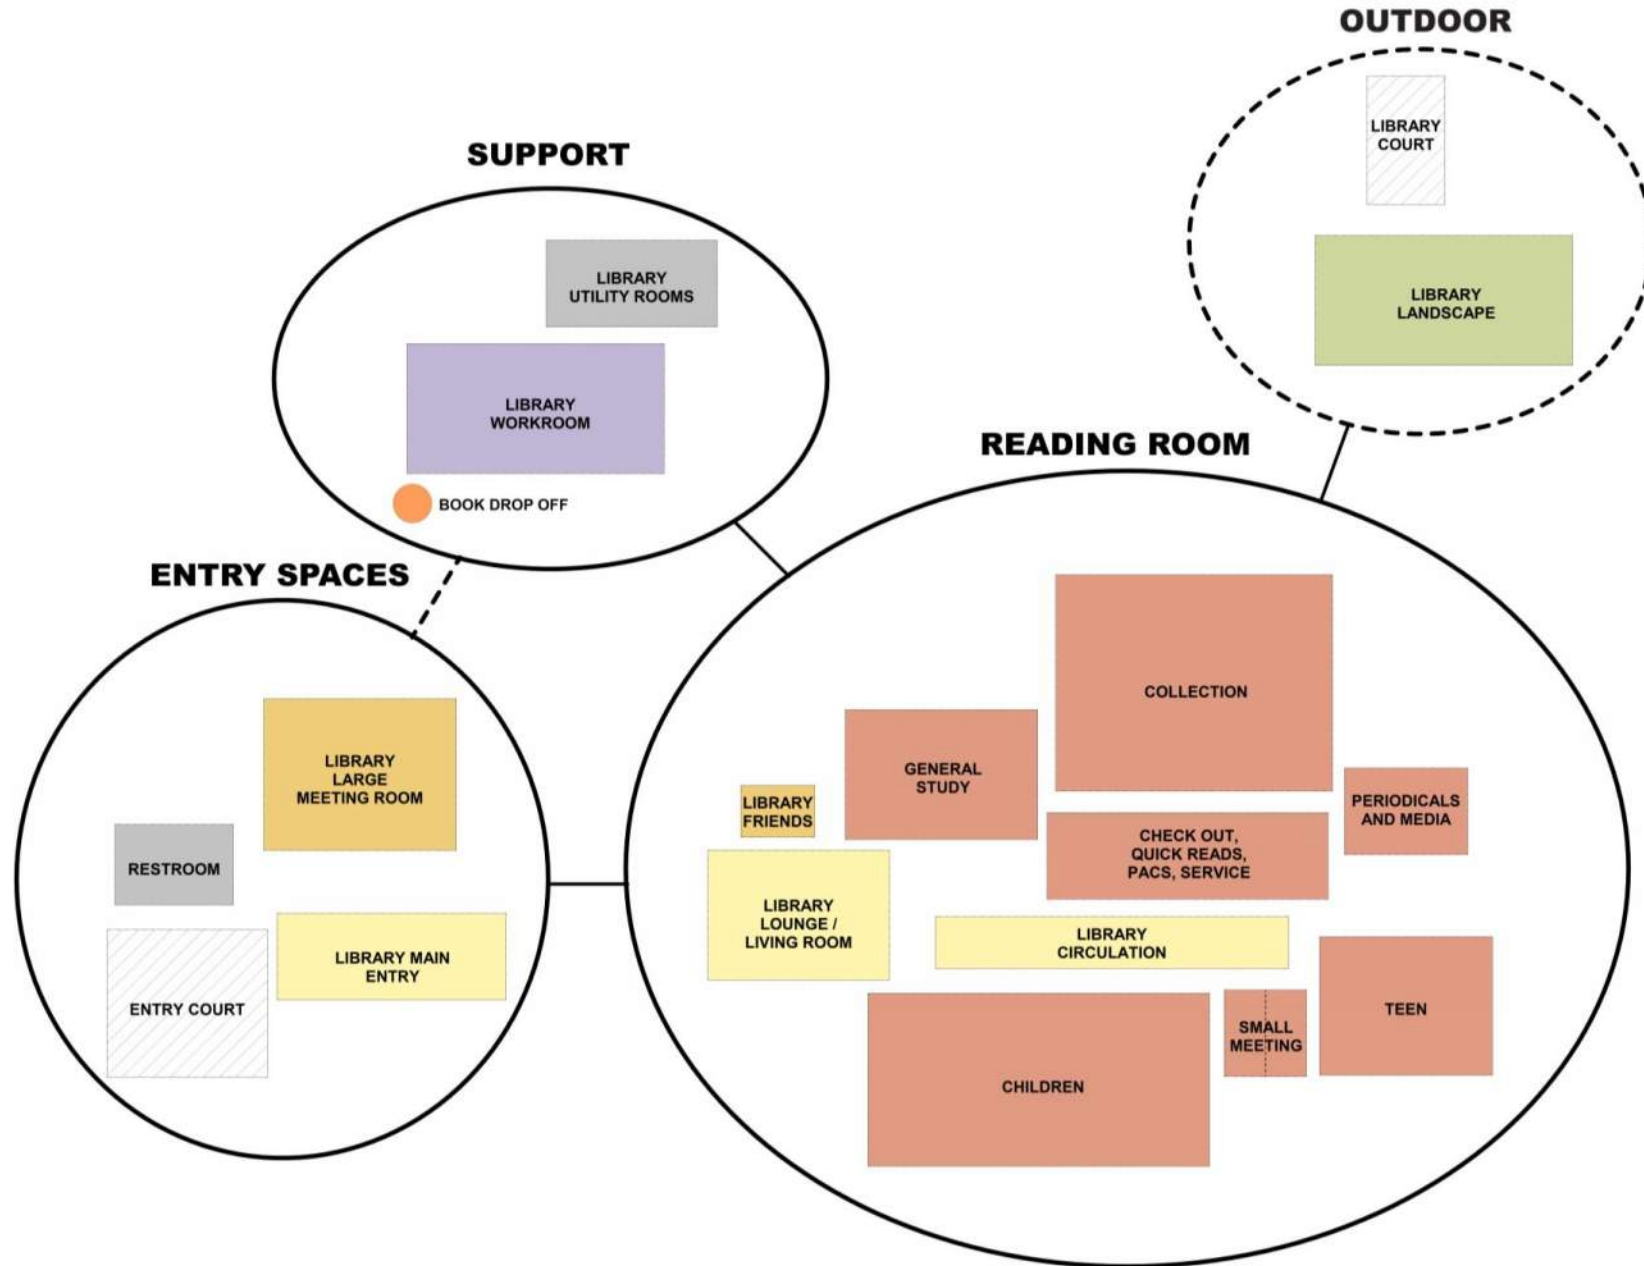 OUTDOOR
LIBRARY
COURT
LIBRARY
LANDSCAPE
SUPPORT
LIBRARY
UTILITY ROOMS
LIBRARY
WORKROOM
BOOK DROP OFF
ENTRY SPACES
LIBRARY
LARGE
MEETING ROOM
RESTROOM
LIBRARY MAIN
ENTRY
ENTRY COURT
READING ROOM
COLLECTION
GENERAL
STUDY
LIBRARY
FRIENDS
PERIODICALS
AND MEDIA
CHECK OUT,
QUICK READS,
PACS, SERVICE
LIBRARY
LOUNGE /
LIVING ROOM
LIBRARY
CIRCULATION
SMALL
MEETING
TEEN
CHILDREN